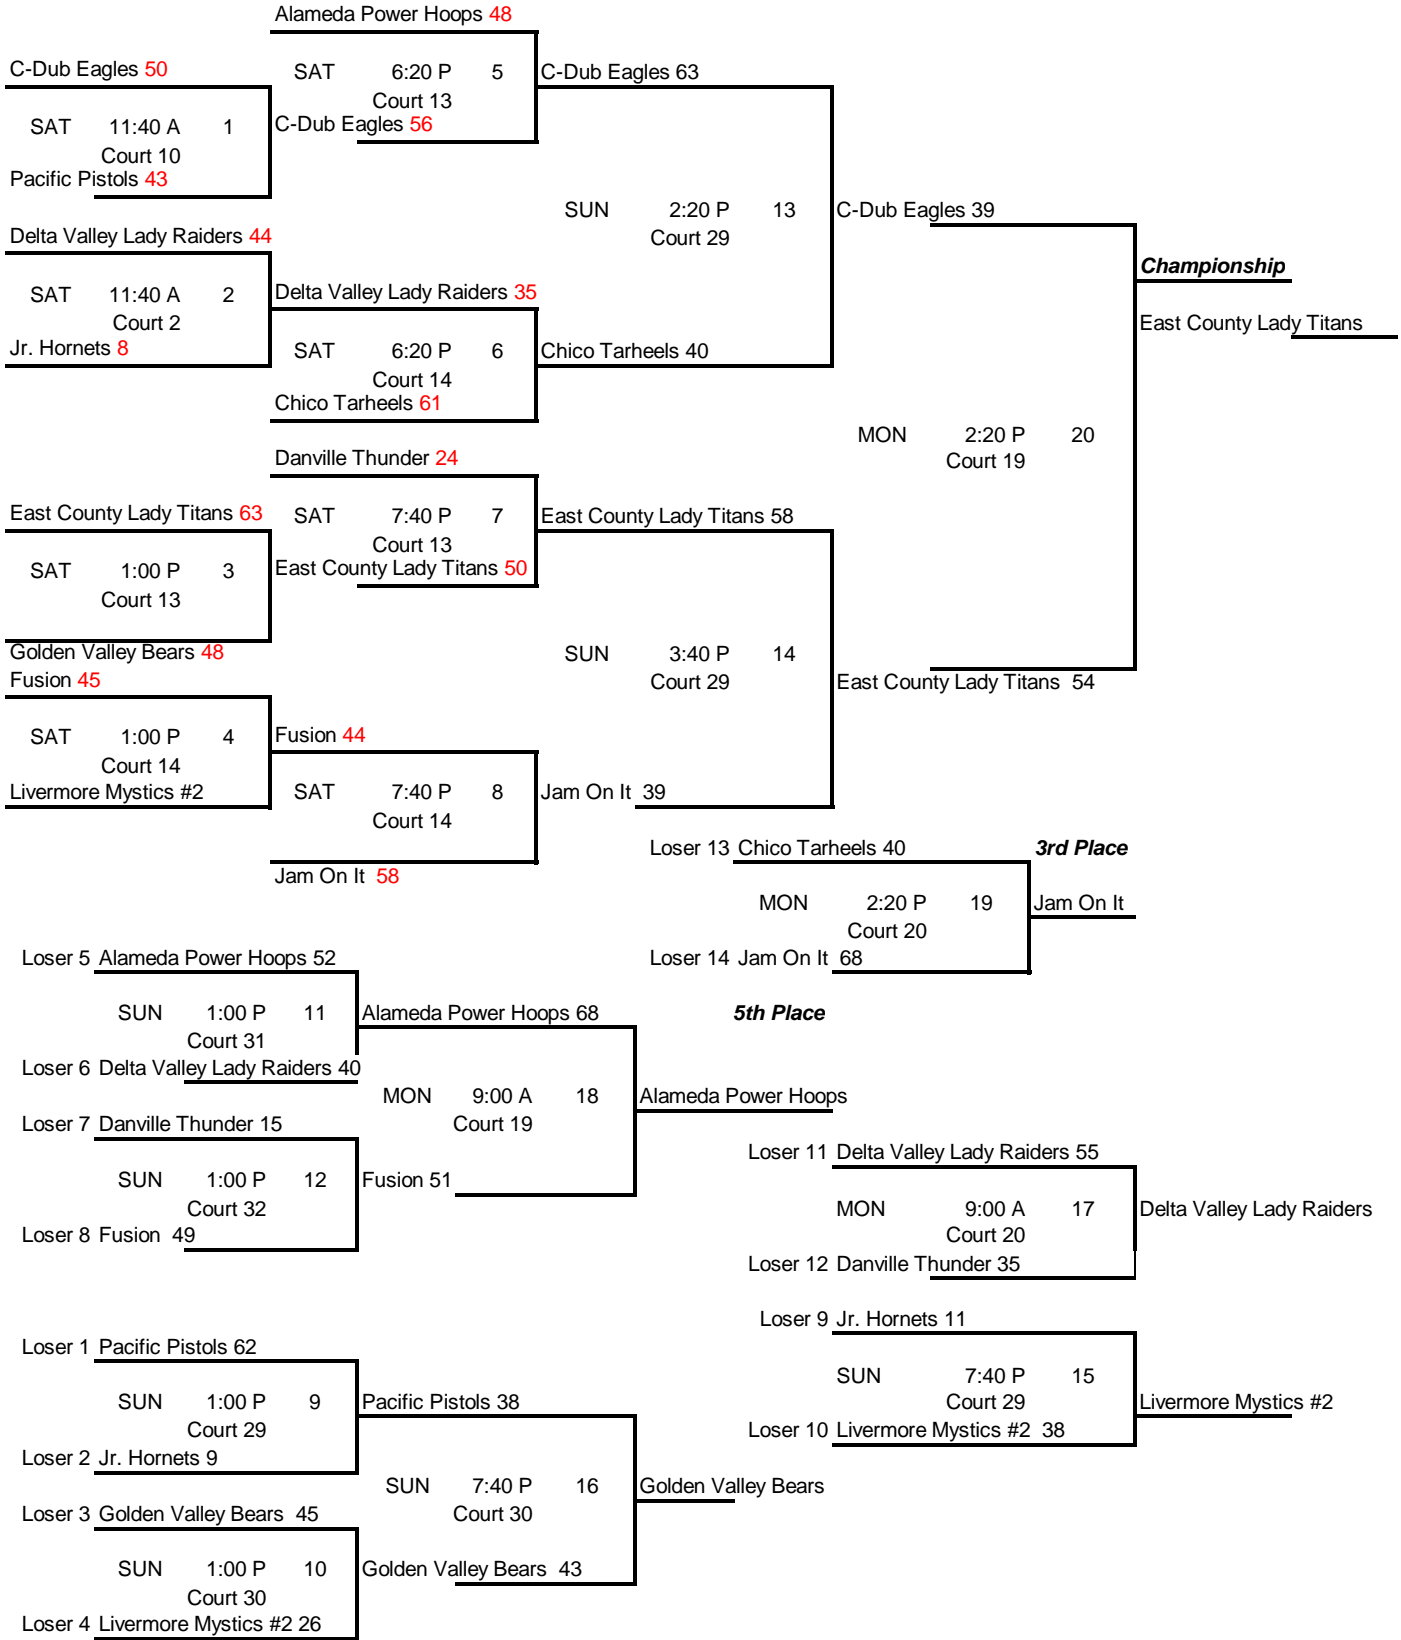 Alameda Power Hoops 48
C-Dub Eagles 50
SAT 6:20 P 5
C-Dub Eagles 63
Court 13
SAT 11:40 A 1
C-Dub Eagles 56
Court 10
Pacific Pistols 43
SUN 2:20 P 13
C-Dub Eagles 39
Court 29
Delta Valley Lady Raiders 44
Championship
SAT 11:40 A 2
Delta Valley Lady Raiders 35
Court 2
East County Lady Titans
Jr. Hornets 8
SAT 6:20 P 6
Chico Tarheels 40
Court 14
Chico Tarheels 61
MON 2:20 P 20
Court 19
Danville Thunder 24
East County Lady Titans 63
SAT 7:40 P 7
East County Lady Titans 58
Court 13
SAT 1:00 P 3
East County Lady Titans 50
Court 13
Golden Valley Bears 48
SUN 3:40 P 14
Court 29
East County Lady Titans 54
Fusion 45
SAT 1:00 P 4
Fusion 44
Court 14
Livermore Mystics #2
SAT 7:40 P 8
Jam On It 39
Court 14
Loser 13 Chico Tarheels 40
3rd Place
Jam On It 58
MON 2:20 P 19
Jam On It
Court 20
Loser 5 Alameda Power Hoops 52
Loser 14 Jam On It 68
SUN 1:00 P 11
Alameda Power Hoops 68
5th Place
Court 31
Loser 6 Delta Valley Lady Raiders 40
MON 9:00 A 18
Alameda Power Hoops
Court 19
Loser 7 Danville Thunder 15
Loser 11 Delta Valley Lady Raiders 55
SUN 1:00 P 12
Fusion 51
Court 32
MON 9:00 A 17
Delta Valley Lady Raiders
Court 20
Loser 8 Fusion 49
Loser 12 Danville Thunder 35
Loser 9 Jr. Hornets 11
Loser 1 Pacific Pistols 62
SUN 7:40 P 15
Court 29
Livermore Mystics #2
SUN 1:00 P 9
Pacific Pistols 38
Court 29
Loser 10 Livermore Mystics #2 38
Loser 2 Jr. Hornets 9
SUN 7:40 P 16
Golden Valley Bears
Court 30
Loser 3 Golden Valley Bears 45
SUN 1:00 P 10
Golden Valley Bears 43
Court 30
Loser 4 Livermore Mystics #2 26